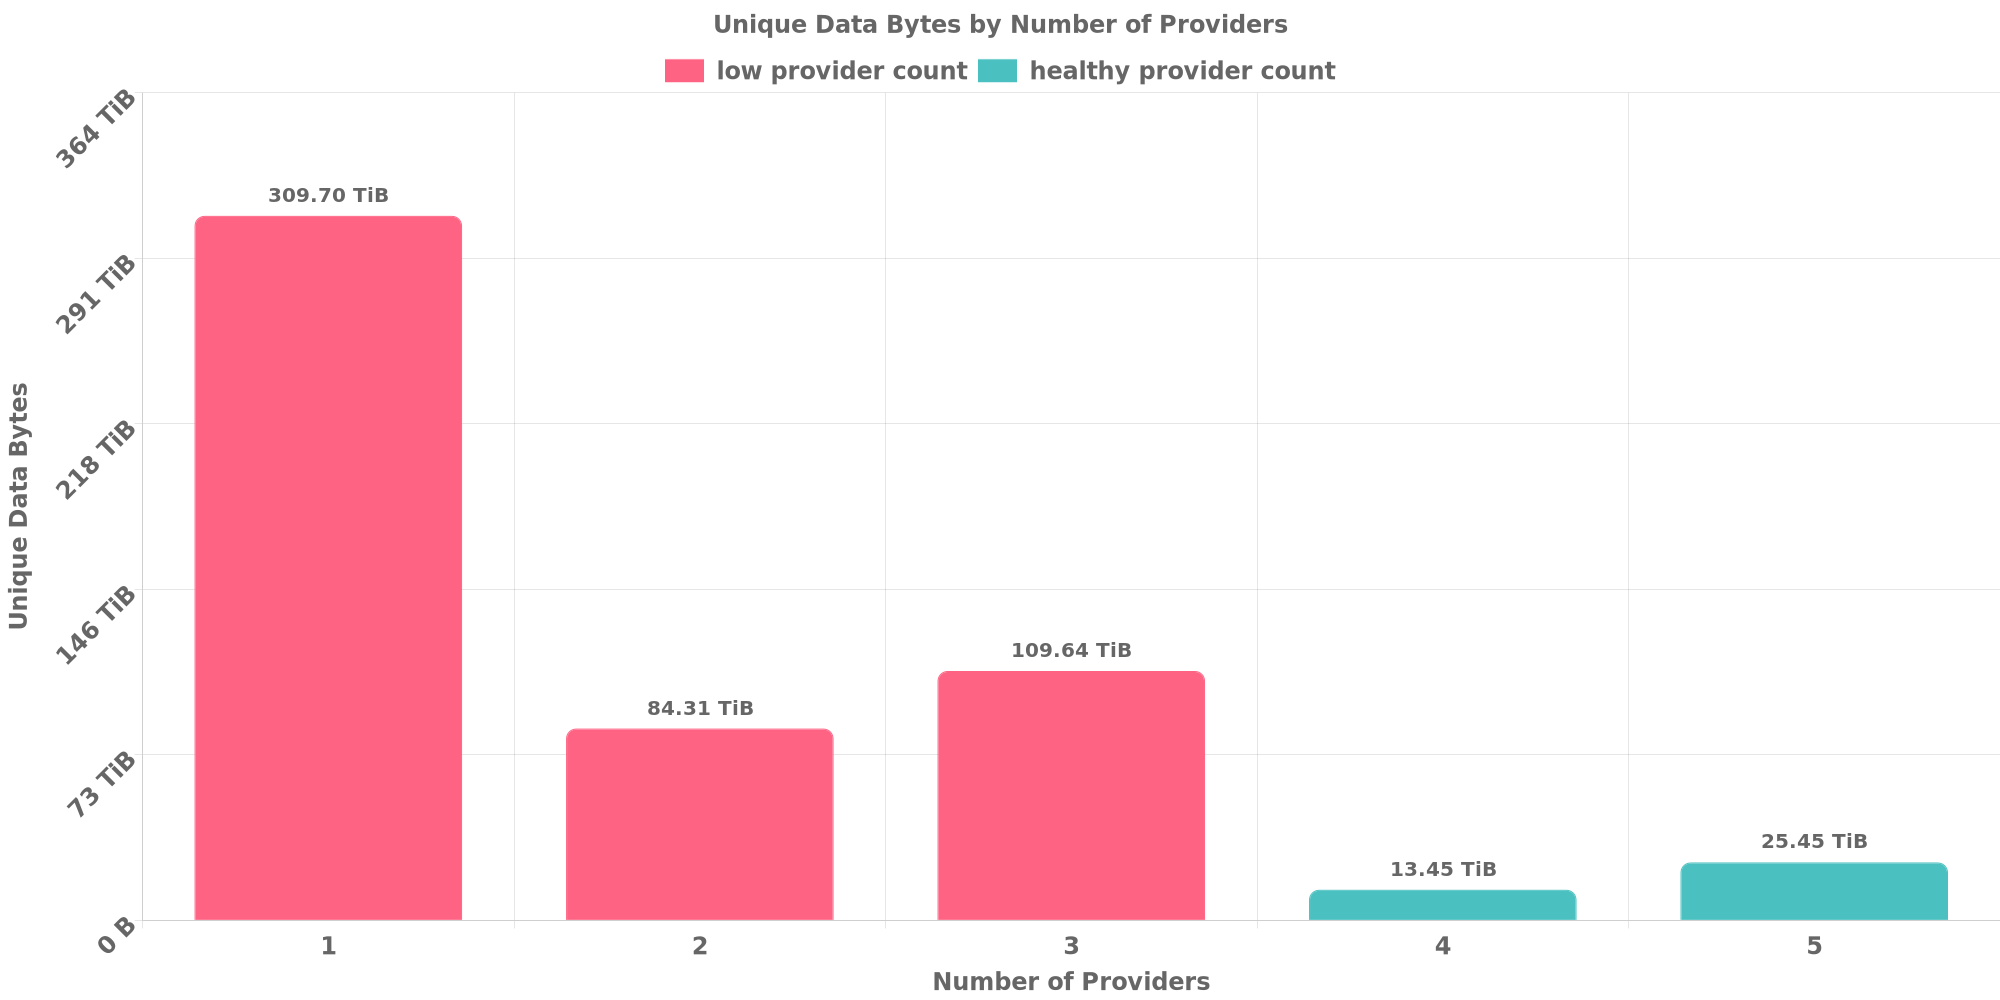 Unique Data Bytes by Number of Providers
low provider count healthy provider count
364 TiB
291 TiB
218 TiB
146 TiB
73 TiB
0 B
Unique Data Bytes
309.70 TiB
84.31 TiB
109.64 TiB
13.45 TiB
25.45 TiB
1 2 3 4 5
Number of Providers